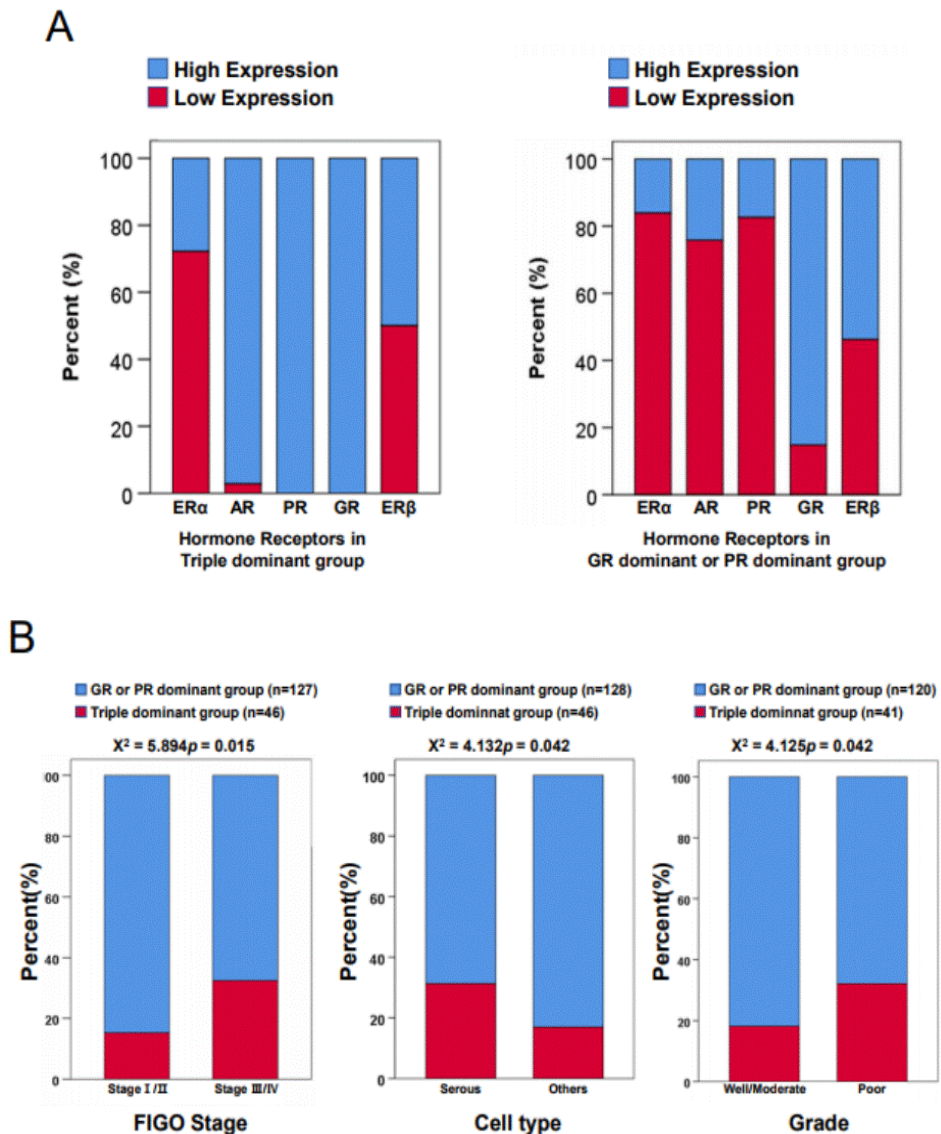 A
High Expression
Low Expression
100
80
60
40
20
0
Percent (%)
ERα AR PR GR ERβ
Hormone Receptors in
Triple dominant group
High Expression
Low Expression
100
80
60
40
20
0
Percent (%)
ERα AR PR GR ERβ
Hormone Receptors in
GR dominant or PR dominant group
B
GR or PR dominant group (n=127)
Triple dominant group (n=46)
X² = 5.894p = 0.015
00
80
60
40
20
0
Percent(%)
Stage Ⅰ/Ⅱ Stage Ⅲ/Ⅳ
FIGO Stage
GR or PR dominant group (n=128)
Triple dominnat group (n=46)
X² = 4.132p = 0.042
100
80
60
40
20
0
Percent(%)
Serous Others
Cell type
GR or PR dominant group (n=120)
Triple dominnat group (n=41)
X² = 4.125p = 0.042
100
80
60
40
20
0
Percent(%)
Well/Moderate Poor
Grade